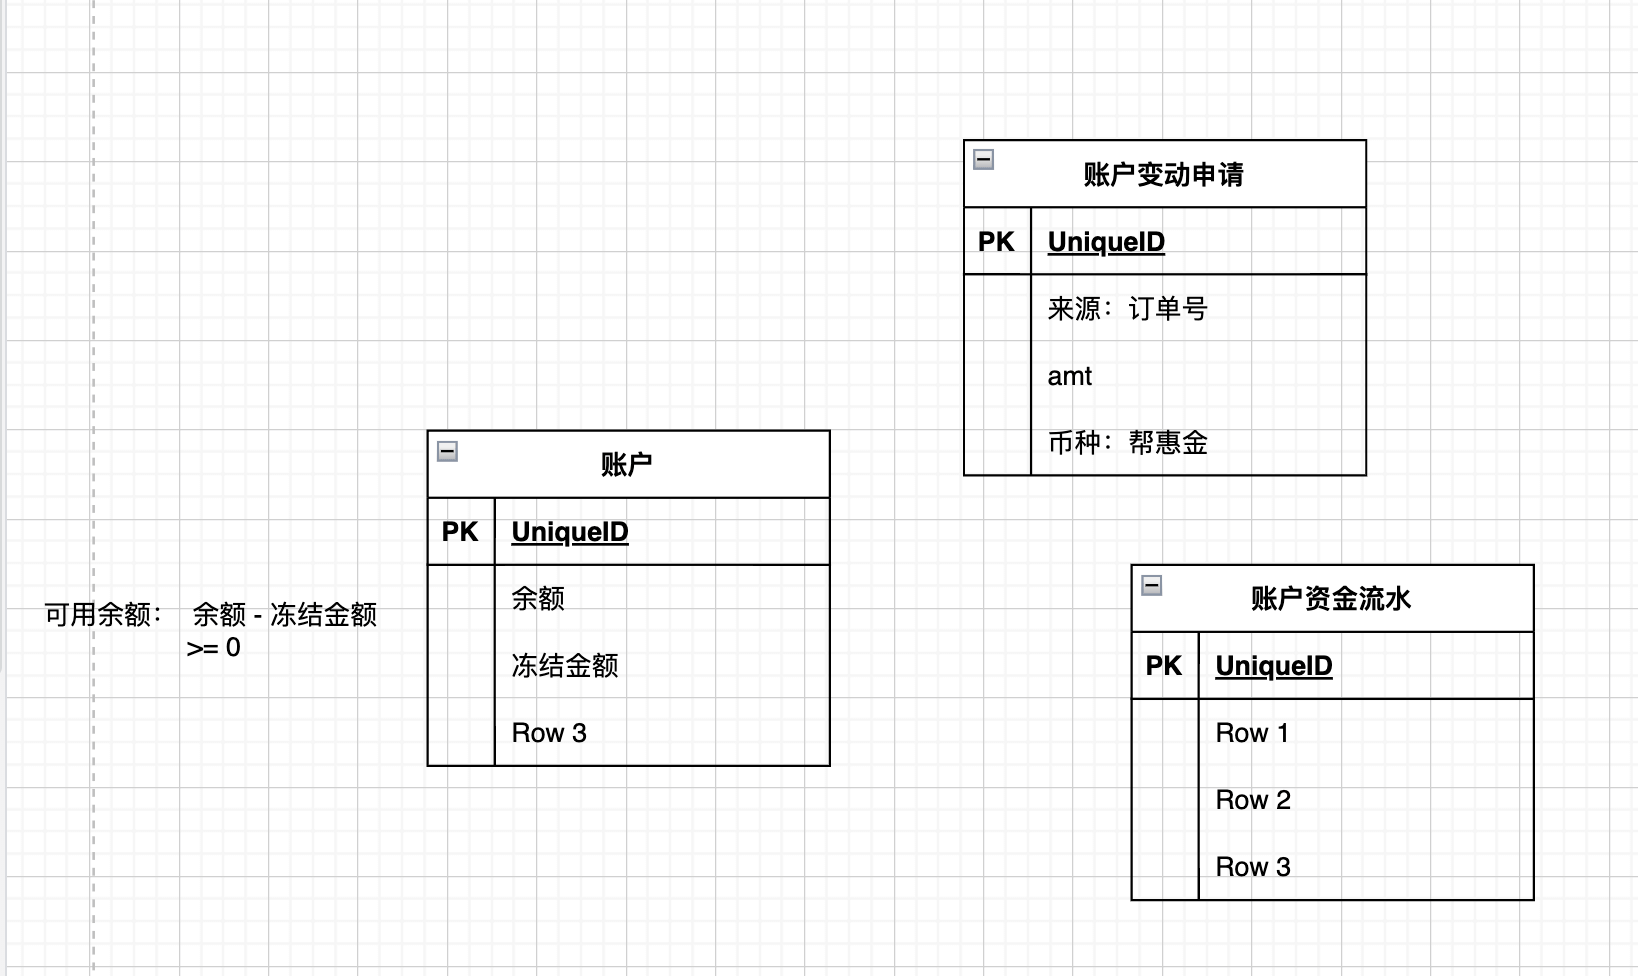 账户变动申请
PK UniqueID
来源：订单号
amt
币种：帮惠金
账户
PK UniqueID
余额
冻结金额
Row 3
可用余额： 余额 - 冻结金额
>= 0
账户资金流水
PK UniqueID
Row 1
Row 2
Row 3